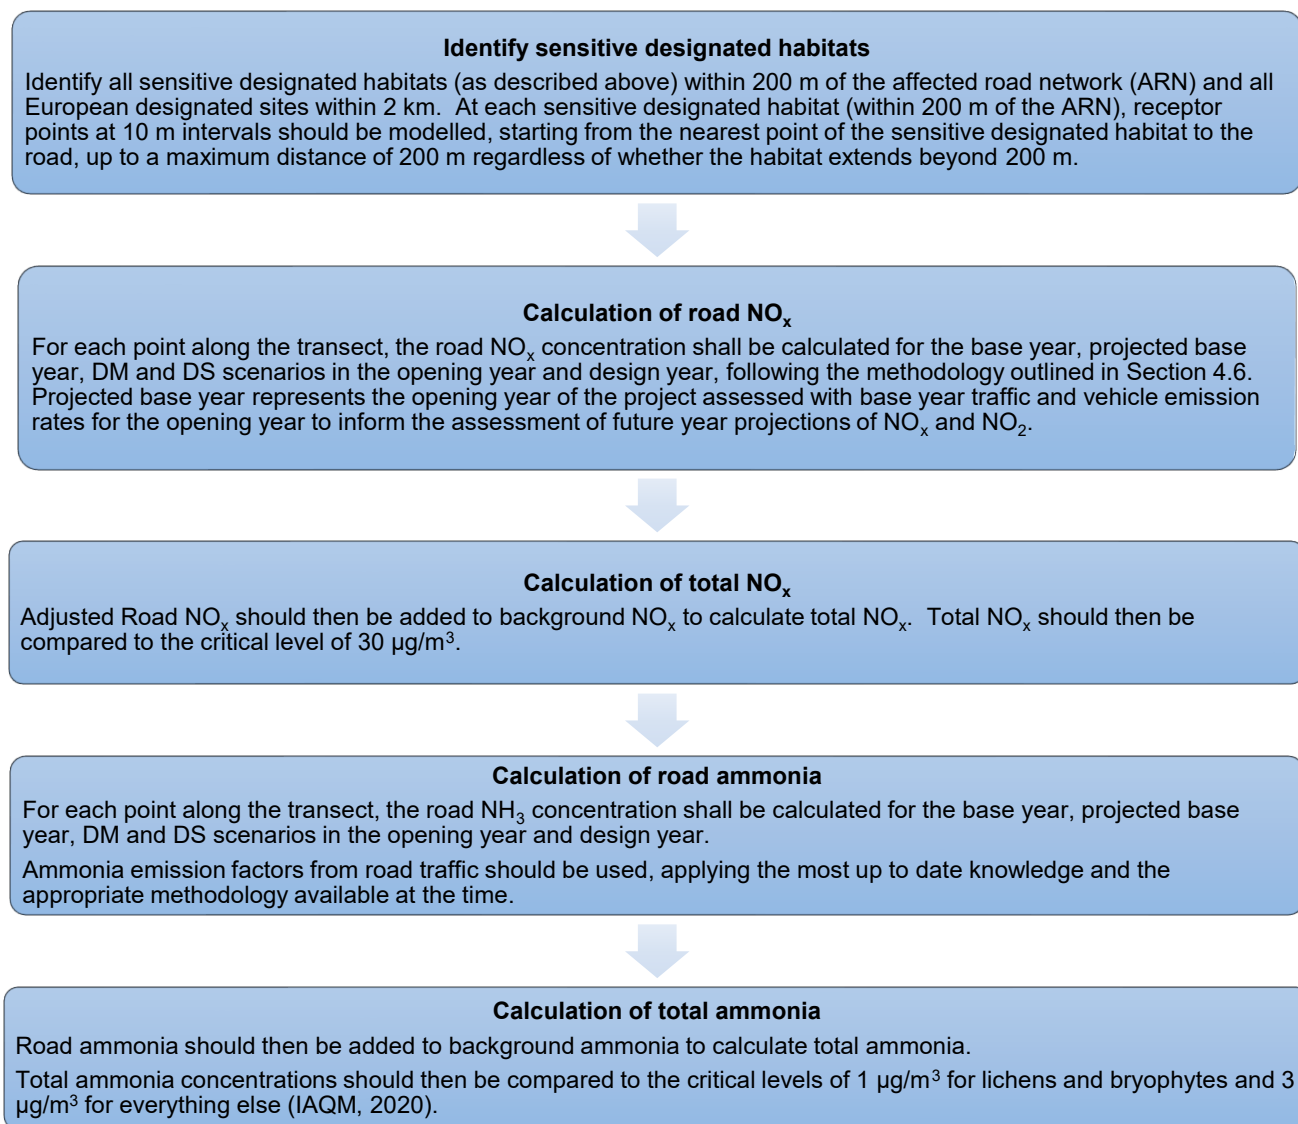 Identify sensitive designated habitats
Identify all sensitive designated habitats (as described above) within 200 m of the affected road network (ARN) and all
European designated sites within 2 km.  At each sensitive designated habitat (within 200 m of the ARN), receptor
points at 10 m intervals should be modelled, starting from the nearest point of the sensitive designated habitat to the
road, up to a maximum distance of 200 m regardless of whether the habitat extends beyond 200 m.
Calculation of road NOₓ
For each point along the transect, the road NOₓ concentration shall be calculated for the base year, projected base
year, DM and DS scenarios in the opening year and design year, following the methodology outlined in Section 4.6.
Projected base year represents the opening year of the project assessed with base year traffic and vehicle emission
rates for the opening year to inform the assessment of future year projections of NOₓ and NO₂.
Calculation of total NOₓ
Adjusted Road NOₓ should then be added to background NOₓ to calculate total NOₓ.  Total NOₓ should then be
compared to the critical level of 30 µg/m³.
Calculation of road ammonia
For each point along the transect, the road NH₃ concentration shall be calculated for the base year, projected base
year, DM and DS scenarios in the opening year and design year.
Ammonia emission factors from road traffic should be used, applying the most up to date knowledge and the
appropriate methodology available at the time.
Calculation of total ammonia
Road ammonia should then be added to background ammonia to calculate total ammonia.
Total ammonia concentrations should then be compared to the critical levels of 1 µg/m³ for lichens and bryophytes and 3
µg/m³ for everything else (IAQM, 2020).